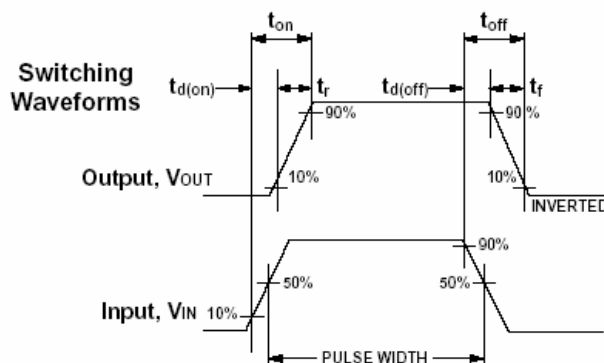 ton
toff
Switching
Waveforms
td(on)
tr
td(off)
tf
90%
90%
Output, VOUT
10%
10%
INVERTED
90%
50%
50%
Input, VIN
10%
PULSE WIDTH